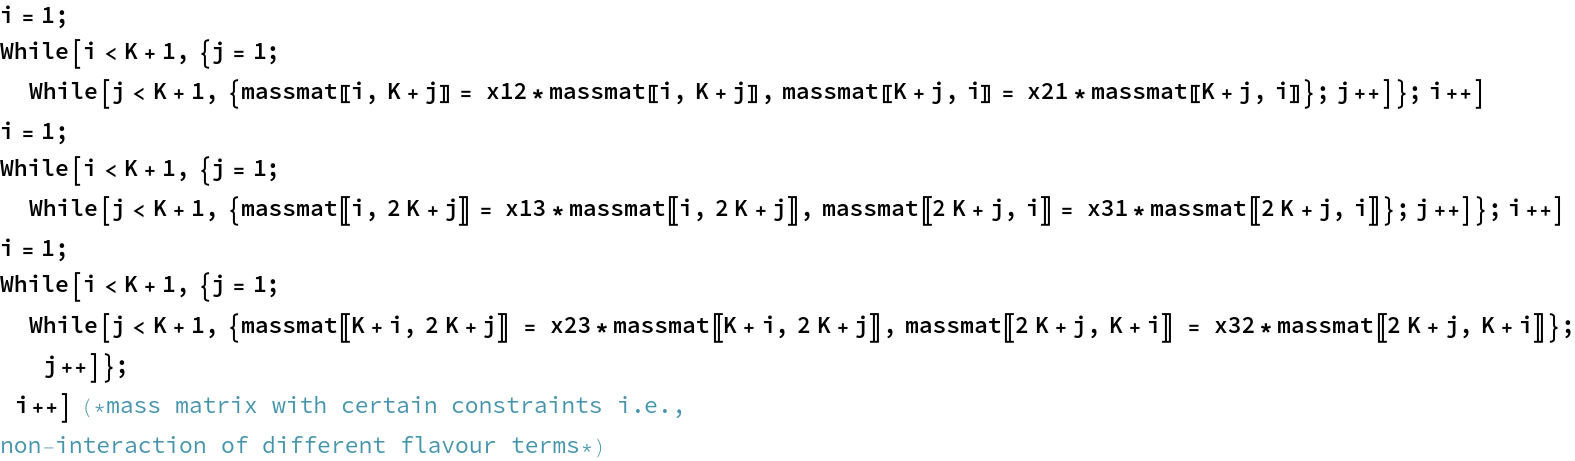 i = 1;
While[i < K + 1, {j = 1;
While[j < K + 1, {massmat〚i, K + j〛 = x12 * massmat〚i, K + j〛, massmat〚K + j, i〛 = x21 * massmat〚K + j, i〛}; j ++]}; i ++]
i = 1;
While[i < K + 1, {j = 1;
While[j < K + 1, {massmat〚i, 2 K + j〛 = x13 * massmat〚i, 2 K + j〛, massmat〚2 K + j, i〛 = x31 * massmat〚2 K + j, i〛}; j ++]}; i ++]
i = 1;
While[i < K + 1, {j = 1;
While[j < K + 1, {massmat〚K + i, 2 K + j〛 = x23 * massmat〚K + i, 2 K + j〛, massmat〚2 K + j, K + i〛 = x32 * massmat〚2 K + j, K + i〛};
j ++]};
i ++] (*mass matrix with certain constraints i.e.,
non-interaction of different flavour terms*)